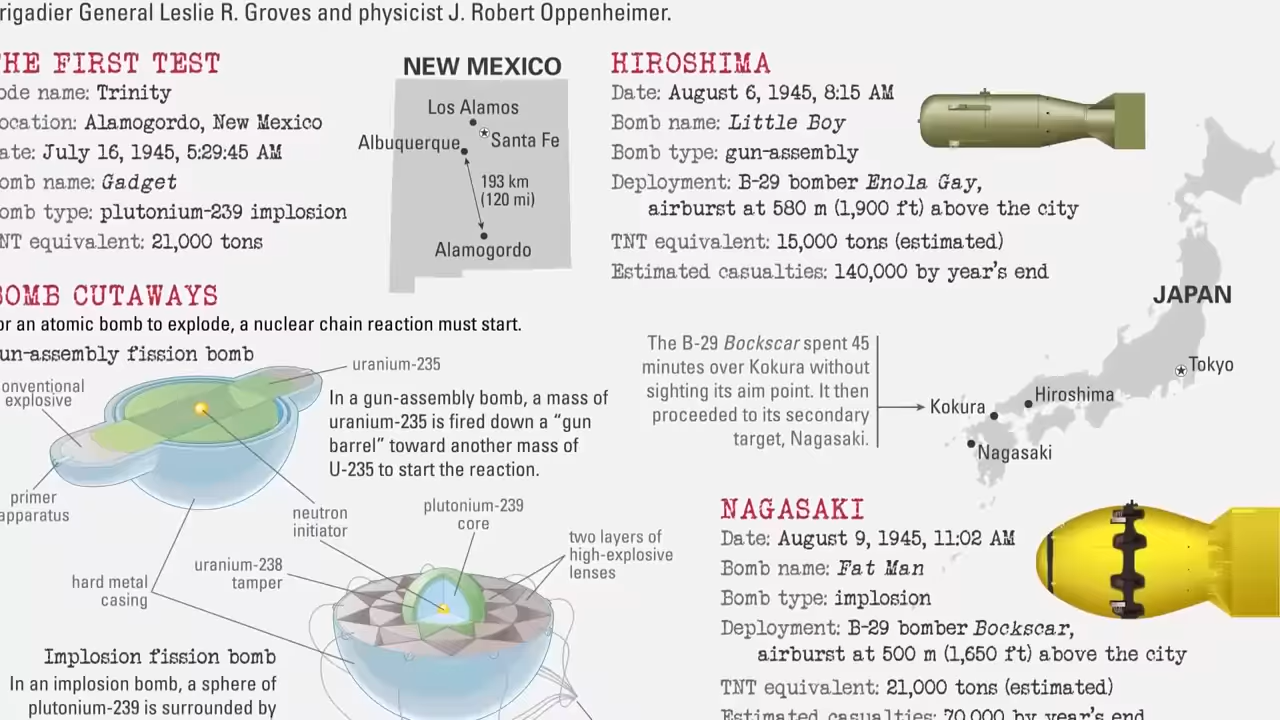 rigadier General Leslie R. Groves and physicist J. Robert Oppenheimer.
HE FIRST TEST
ode name: Trinity
ocation: Alamogordo, New Mexico
ate: July 16, 1945, 5:29:45 AM
omb name: Gadget
omb type: plutonium-239 implosion
NT equivalent: 21,000 tons
NEW MEXICO
Los Alamos
Santa Fe
Albuquerque
193 km
(120 mi)
Alamogordo
HIROSHIMA
Date: August 6, 1945, 8:15 AM
Bomb name: Little Boy
Bomb type: gun-assembly
Deployment: B-29 bomber Enola Gay,
airburst at 580 m (1,900 ft) above the city
TNT equivalent: 15,000 tons (estimated)
Estimated casualties: 140,000 by year's end
JAPAN
Tokyo
Hiroshima
Kokura
Nagasaki
The B-29 Bockscar spent 45
minutes over Kokura without
sighting its aim point. It then
proceeded to its secondary
target, Nagasaki.
BOMB CUTAWAYS
or an atomic bomb to explode, a nuclear chain reaction must start.
un-assembly fission bomb
uranium-235
onventional
explosive
In a gun-assembly bomb, a mass of
uranium-235 is fired down a “gun
barrel” toward another mass of
U-235 to start the reaction.
primer
apparatus
neutron
initiator
plutonium-239
core
two layers of
high-explosive
lenses
uranium-238
tamper
hard metal
casing
Implosion fission bomb
In an implosion bomb, a sphere of
plutonium-239 is surrounded by
NAGASAKI
Date: August 9, 1945, 11:02 AM
Bomb name: Fat Man
Bomb type: implosion
Deployment: B-29 bomber Bockscar,
airburst at 500 m (1,650 ft) above the city
TNT equivalent: 21,000 tons (estimated)
Estimated casualties: 70,000 by year's end